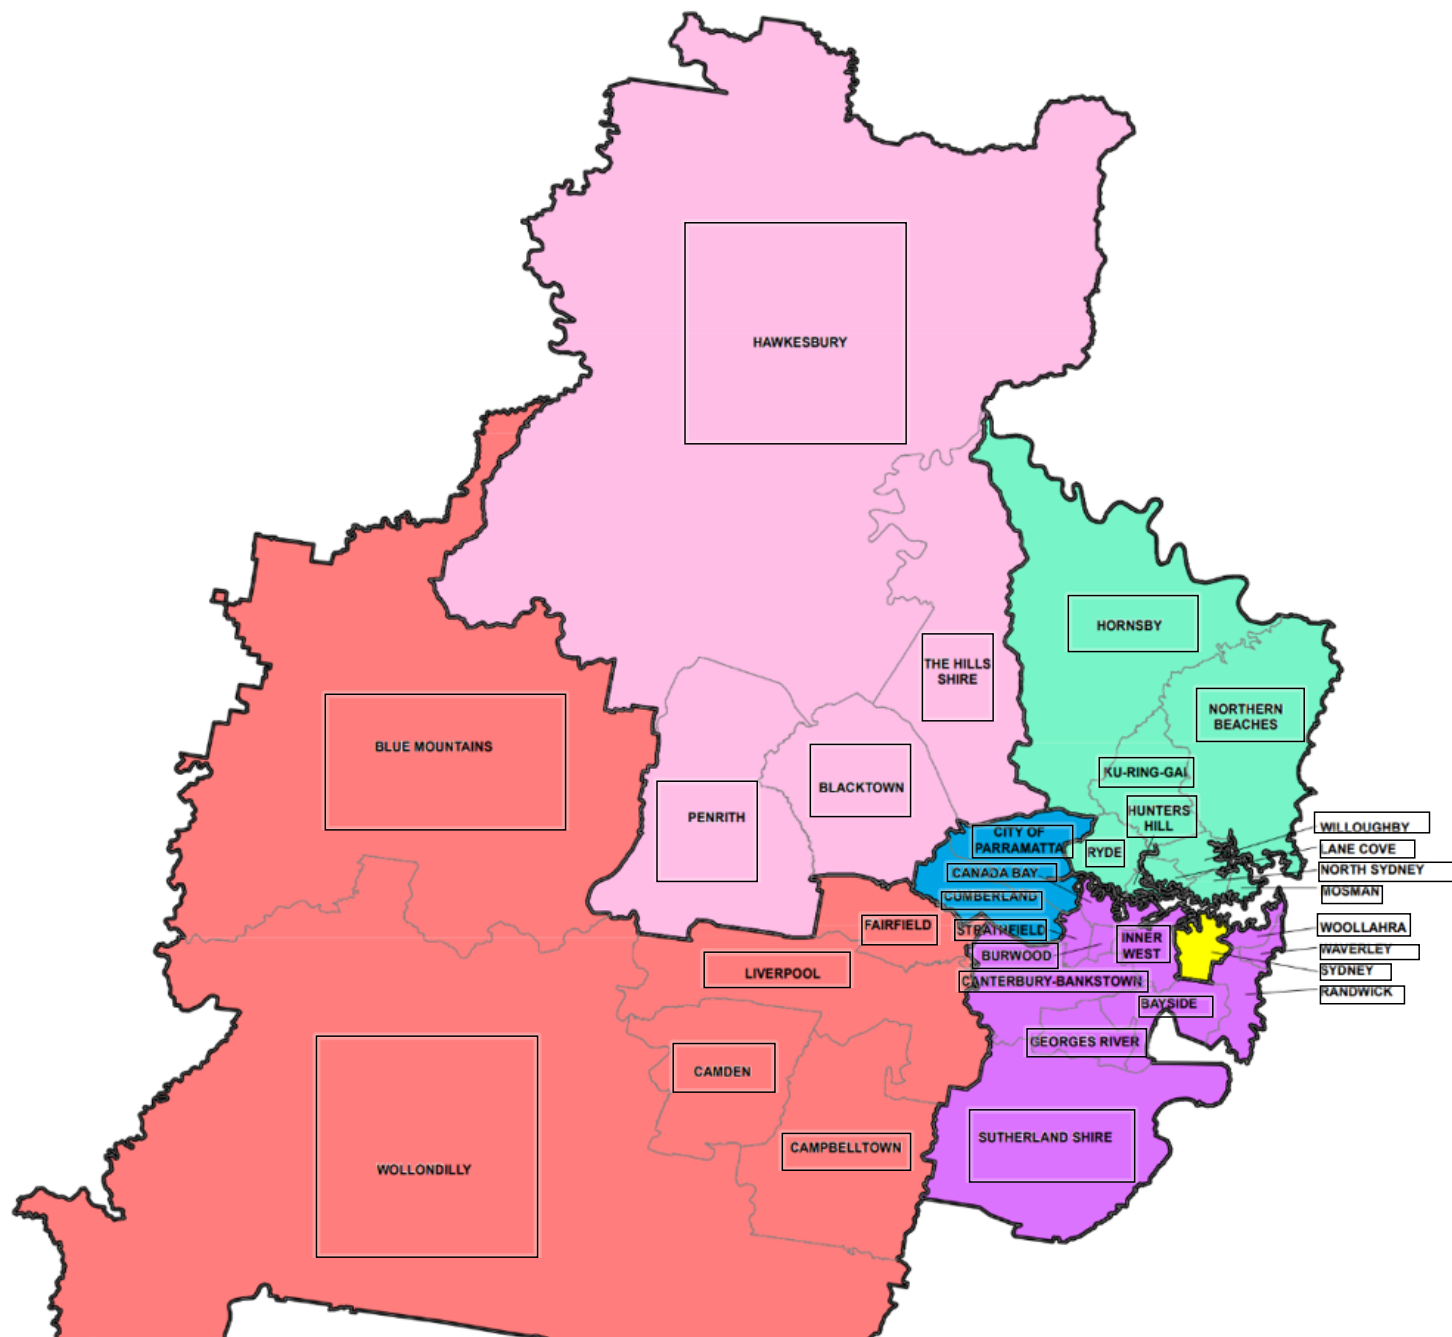 HAWKESBURY
HORNSBY
THE HILLS
SHIRE
NORTHERN
BEACHES
BLUE MOUNTAINS
KU-RING-GAI
BLACKTOWN
PENRITH
HUNTERS
HILL
WILLOUGHBY
CITY OF
PARRAMATTA
RYDE
LANE COVE
CANADA BAY
NORTH SYDNEY
CUMBERLAND
MOSMAN
FAIRFIELD
STRATHFIELD
WOOLLAHRA
INNER
WEST
BURWOOD
WAVERLEY
LIVERPOOL
SYDNEY
CANTERBURY-BANKSTOWN
RANDWICK
BAYSIDE
GEORGES RIVER
CAMDEN
SUTHERLAND SHIRE
CAMPBELLTOWN
WOLLONDILLY